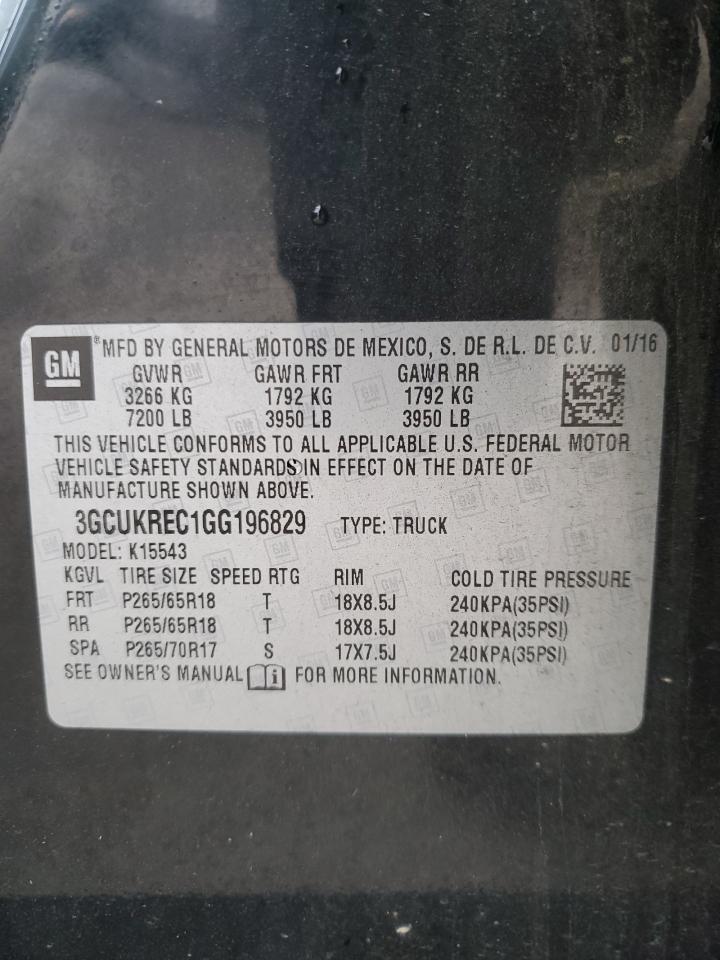 GM ® MFD BY GENERAL MOTORS DE MEXICO, S. DE R.L. DE C.V. 01/16
GVWR GAWR FRT GAWR RR
3266 KG 1792 KG 1792 KG
7200 LB 3950 LB 3950 LB
THIS VEHICLE CONFORMS TO ALL APPLICABLE U.S. FEDERAL MOTOR
VEHICLE SAFETY STANDARDS IN EFFECT ON THE DATE OF
MANUFACTURE SHOWN ABOVE.
3GCUKREC1GG196829 TYPE: TRUCK
MODEL: K15543
KGVL TIRE SIZE SPEED RTG RIM COLD TIRE PRESSURE
FRT P265/65R18 T 18X8.5J 240KPA(35PSI)
RR P265/65R18 T 18X8.5J 240KPA(35PSI)
SPA P265/70R17 S 17X7.5J 240KPA(35PSI)
SEE OWNER'S MANUAL i FOR MORE INFORMATION.